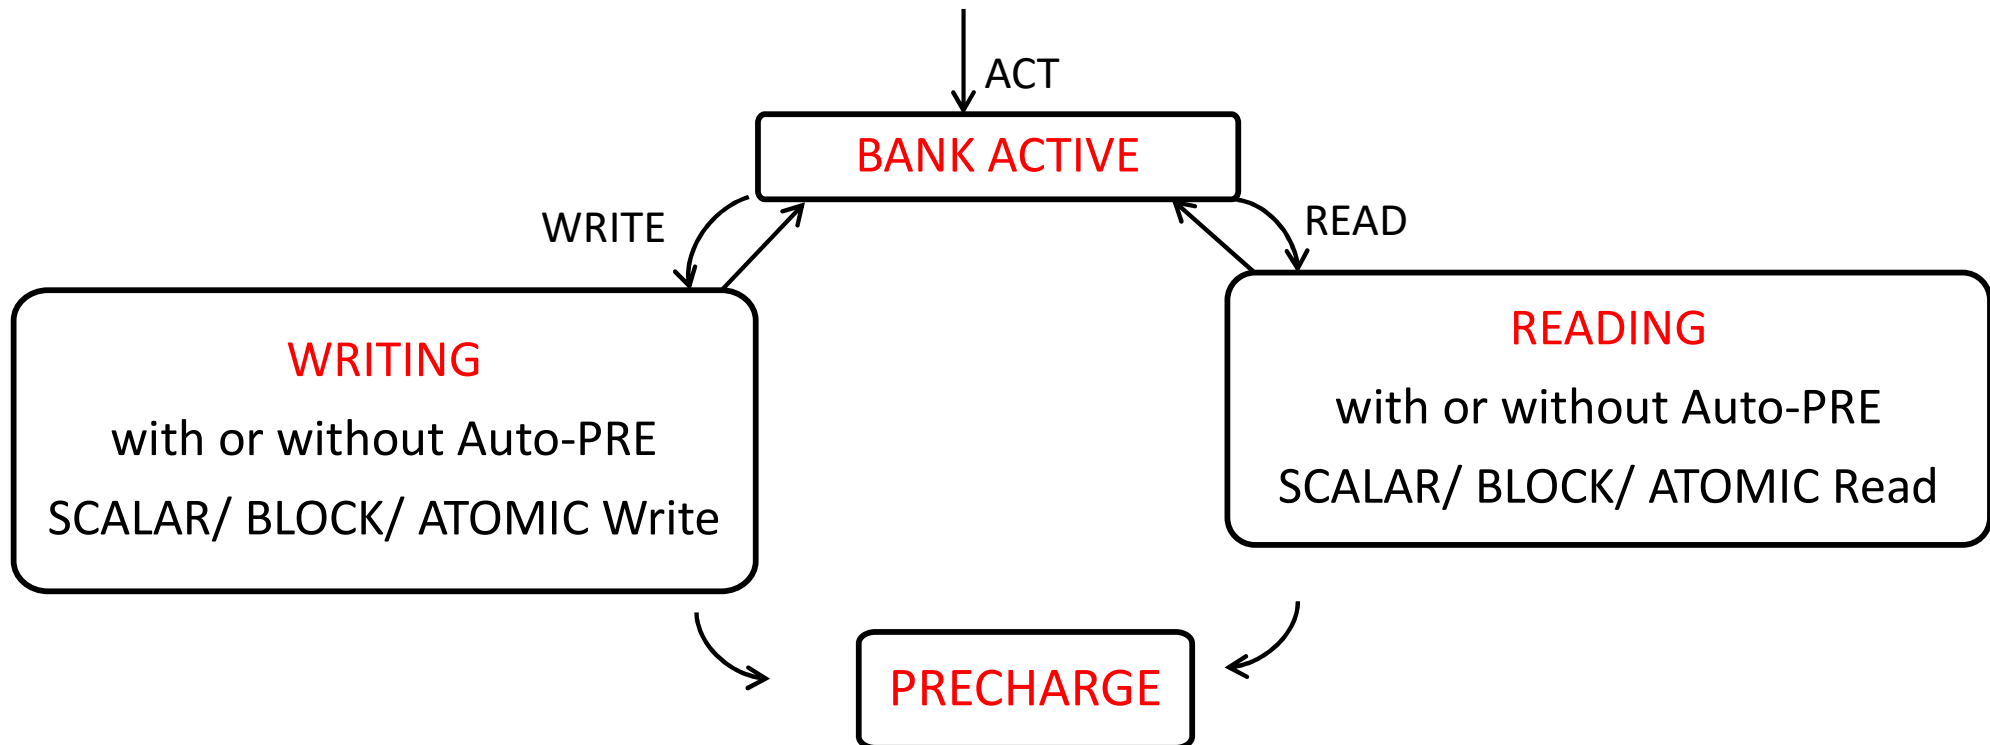 ACT
BANK ACTIVE
WRITE
READ
WRITING
with or without Auto-PRE
SCALAR/ BLOCK/ ATOMIC Write
READING
with or without Auto-PRE
SCALAR/ BLOCK/ ATOMIC Read
PRECHARGE